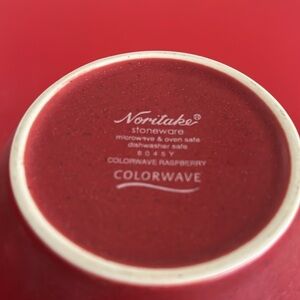 Noritake®
stoneware
microwave & oven safe
dishwasher safe
8045Y
COLORWAVE RASPBERRY
COLORWAVE